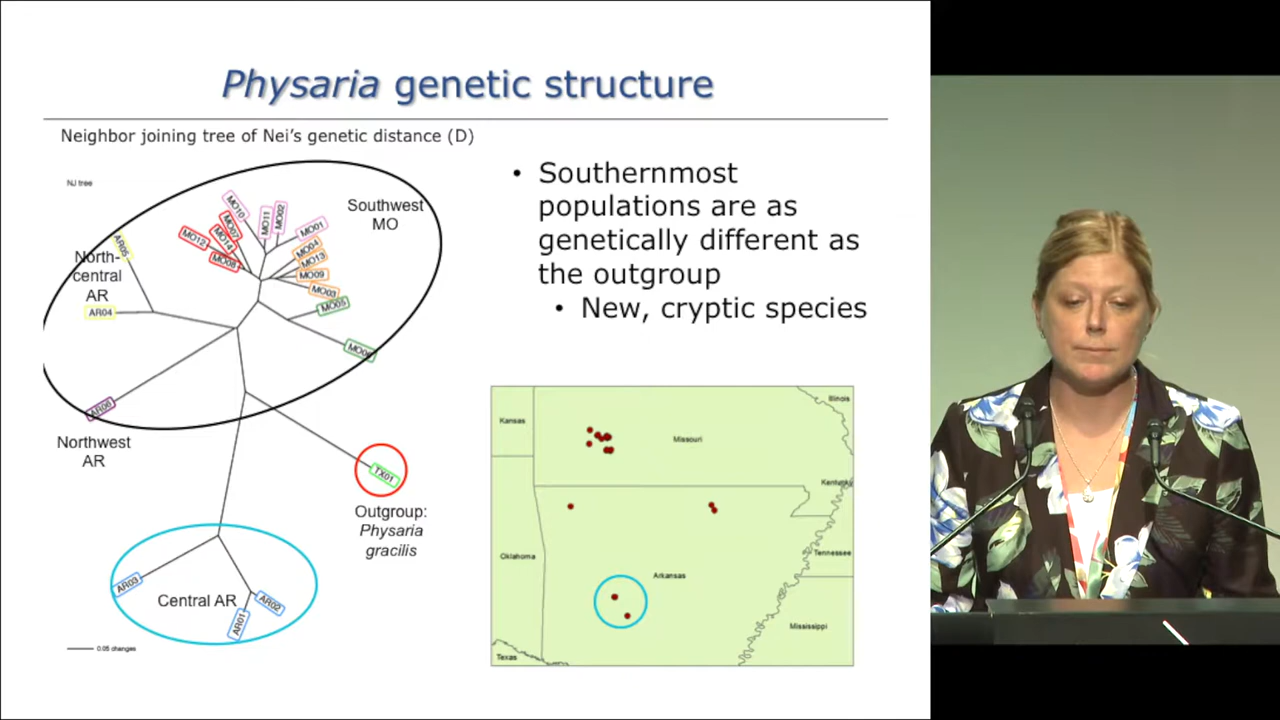 Physaria genetic structure
Neighbor joining tree of Nei's genetic distance (D)
NJ tree
Southwest
MO
North-
central
AR
AR05
AR04
MO10
MO07
MO14
MO12
MO08
MO11
MO02
MO01
MO04
MO13
MO09
MO03
MO05
MO06
AR06
Northwest
AR
TX01
Outgroup:
Physaria
gracilis
AR03
Central AR
AR02
AR01
0.05 changes
• Southernmost
populations are as
genetically different as
the outgroup
• New, cryptic species
Illinois
Kansas
Missouri
Kentucky
Oklahoma
Tennessee
Arkansas
Mississippi
Texas